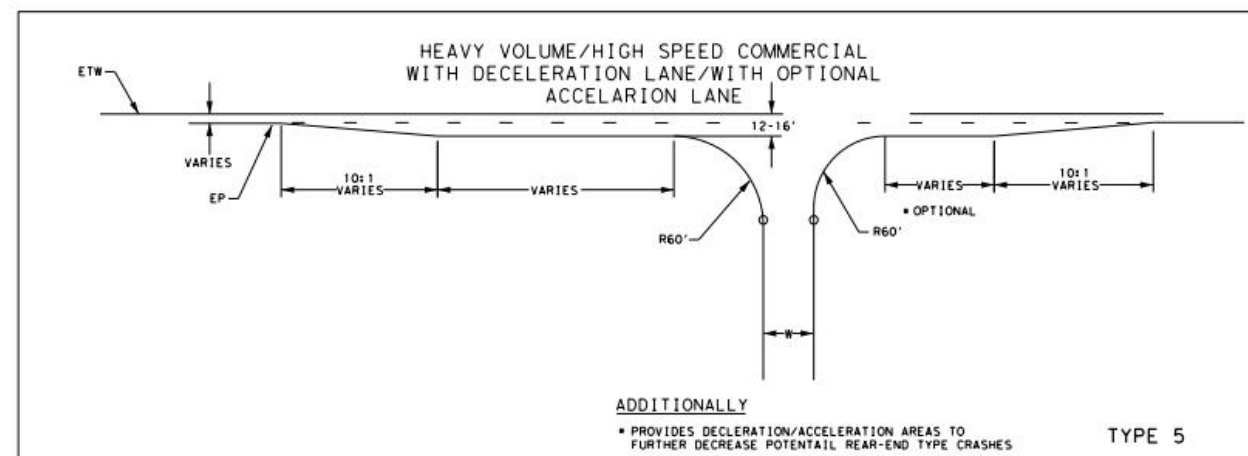 HEAVY VOLUME/HIGH SPEED COMMERCIAL
WITH DECELERATION LANE/WITH OPTIONAL
ACCELARION LANE
ETW
12-16'
VARIES
EP
10:1
VARIES
VARIES
R60'
R60'
VARIES
* OPTIONAL
10:1
VARIES
W
ADDITIONALLY
* PROVIDES DECLERATION/ACCELERATION AREAS TO
FURTHER DECREASE POTENTAIL REAR-END TYPE CRASHES
TYPE 5